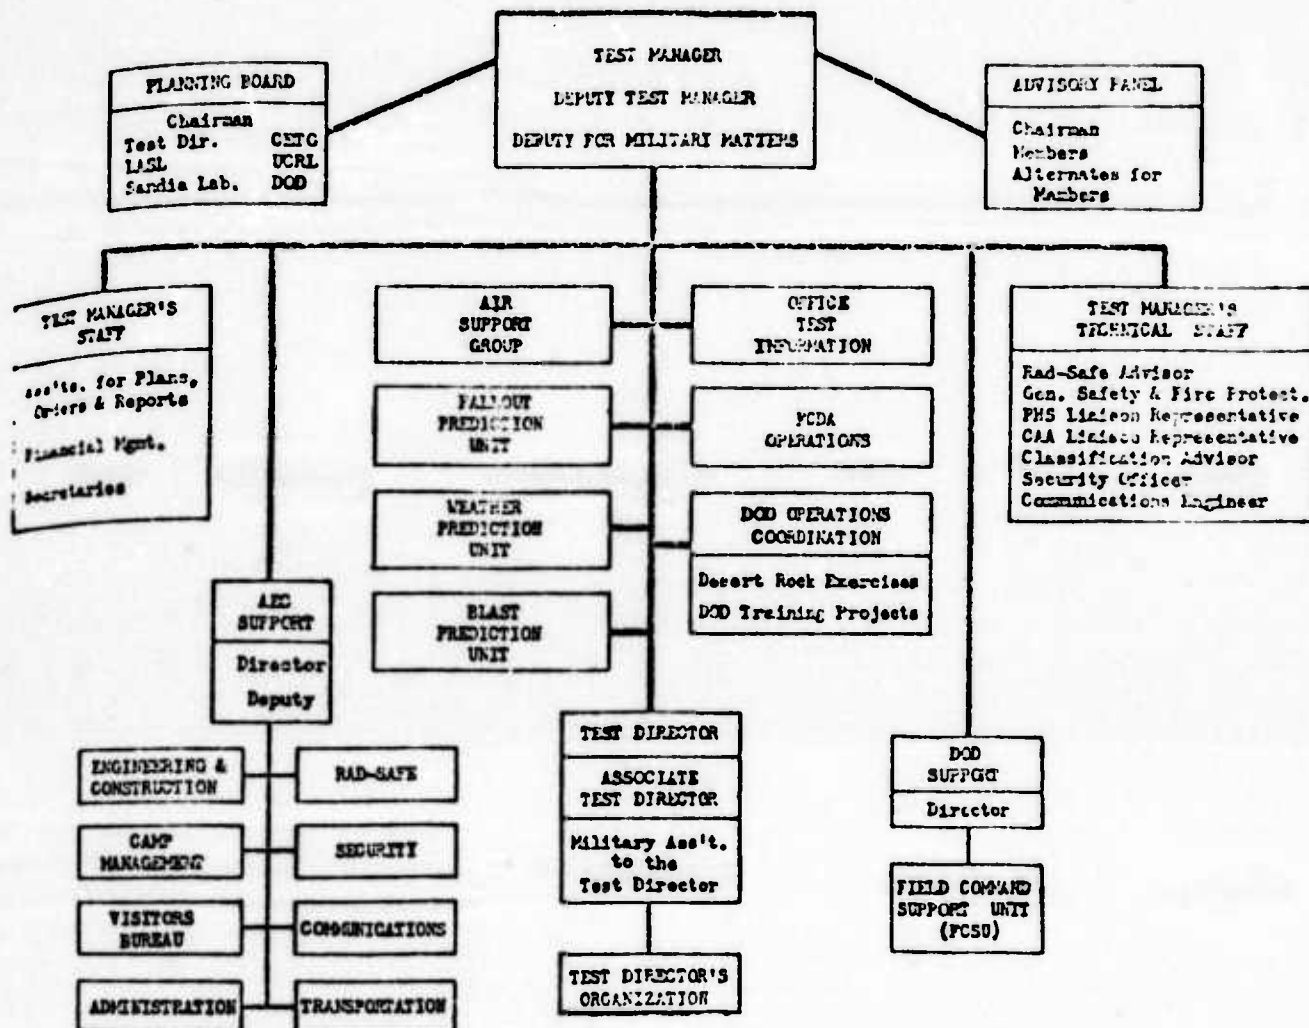 TEST MANAGER
DEPUTY TEST MANAGER
DEPUTY FOR MILITARY MATTERS
PLANNING BOARD
Chairman
Test Dir. CETG
LASL UCRL
Sandia Lab. DOD
ADVISORY PANEL
Chairman
Members
Alternates for
Members
TEST MANAGER'S
STAFF
Ass'ts. for Plans,
Orders & Reports
Financial Mgmt.
Secretaries
AIR
SUPPORT
GROUP
OFFICE
TEST
INFORMATION
FALLOUT
PREDICTION
UNIT
FCDA
OPERATIONS
WEATHER
PREDICTION
UNIT
DOD OPERATIONS
COORDINATION
Desert Rock Exercises
DOD Training Projects
BLAST
PREDICTION
UNIT
TEST MANAGER'S
TECHNICAL STAFF
Rad-Safe Advisor
Gen. Safety & Fire Protect.
PHS Liaison Representative
CAA Liaison Representative
Classification Advisor
Security Officer
Communications Engineer
AEC
SUPPORT
Director
Deputy
ENGINEERING &
CONSTRUCTION
RAD-SAFE
CAMP
MANAGEMENT
SECURITY
VISITORS
BUREAU
COMMUNICATIONS
ADMINISTRATION
TRANSPORTATION
TEST DIRECTOR
ASSOCIATE
TEST DIRECTOR
Military Ass't.
to the
Test Director
TEST DIRECTOR'S
ORGANIZATION
DOD
SUPPORT
Director
FIELD COMMAND
SUPPORT UNIT
(FCSU)